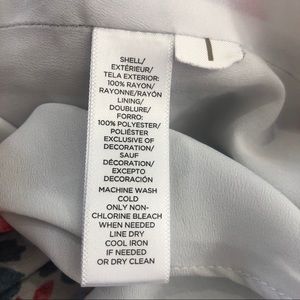 SHELL/
EXTÉRIEUR/
TELA EXTERIOR:
100% RAYON/
RAYONNE/RAYÓN
LINING/
DOUBLURE/
FORRO:
100% POLYESTER/
POLIÉSTER
EXCLUSIVE OF
DECORATION/
SAUF
DÉCORATION/
EXCEPTO
DECORACIÓN
MACHINE WASH
COLD
ONLY NON-
CHLORINE BLEACH
WHEN NEEDED
LINE DRY
COOL IRON
IF NEEDED
OR DRY CLEAN